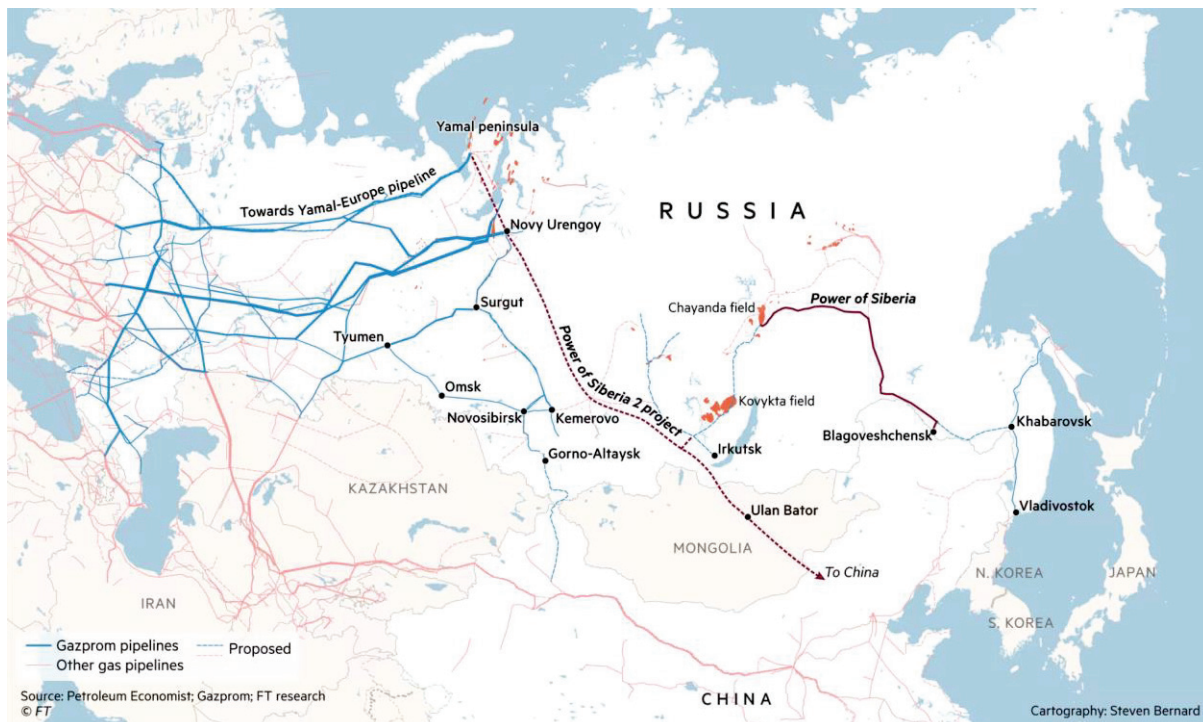 Yamal peninsula
Towards Yamal-Europe pipeline
RUSSIA
Novy Urengoy
Surgut
Chayanda field
Power of Siberia
Tyumen
Power of Siberia 2 project
Omsk
Novosibirsk
Kemerovo
Kovykta field
Khabarovsk
Blagoveshchensk
Irkutsk
Gorno-Altaysk
KAZAKHSTAN
Ulan Bator
Vladivostok
MONGOLIA
To China
N. KOREA
JAPAN
IRAN
S. KOREA
Gazprom pipelines
Proposed
Other gas pipelines
Source: Petroleum Economist; Gazprom; FT research
© FT
CHINA
Cartography: Steven Bernard